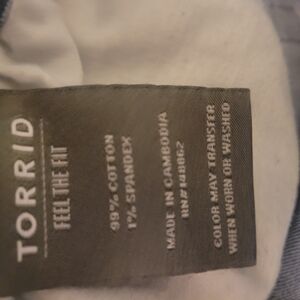 TORRID
FEEL THE FIT
99% COTTON
1% SPANDEX
MADE IN CAMBODIA
RN#148862
COLOR MAY TRANSFER
WHEN WORN OR WASHED